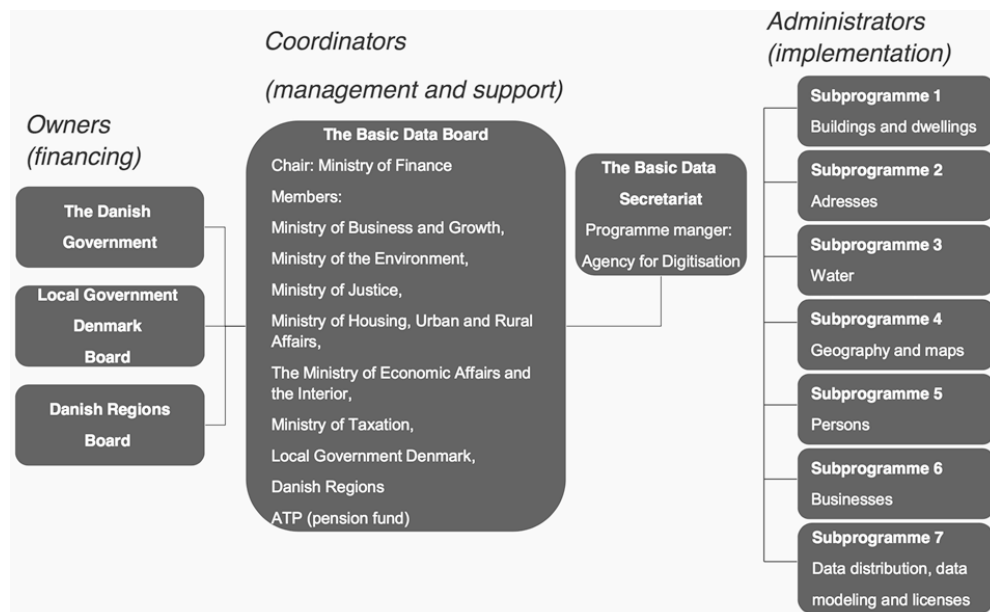 Owners
(financing)
The Danish
Government
Local Government
Denmark
Board
Danish Regions
Board
Coordinators
(management and support)
The Basic Data Board
Chair: Ministry of Finance
Members:
Ministry of Business and Growth,
Ministry of the Environment,
Ministry of Justice,
Ministry of Housing, Urban and Rural
Affairs,
The Ministry of Economic Affairs and
the Interior,
Ministry of Taxation,
Local Government Denmark,
Danish Regions
ATP (pension fund)
The Basic Data
Secretariat
Programme manger:
Agency for Digitisation
Administrators
(implementation)
Subprogramme 1
Buildings and dwellings
Subprogramme 2
Adresses
Subprogramme 3
Water
Subprogramme 4
Geography and maps
Subprogramme 5
Persons
Subprogramme 6
Businesses
Subprogramme 7
Data distribution, data
modeling and licenses